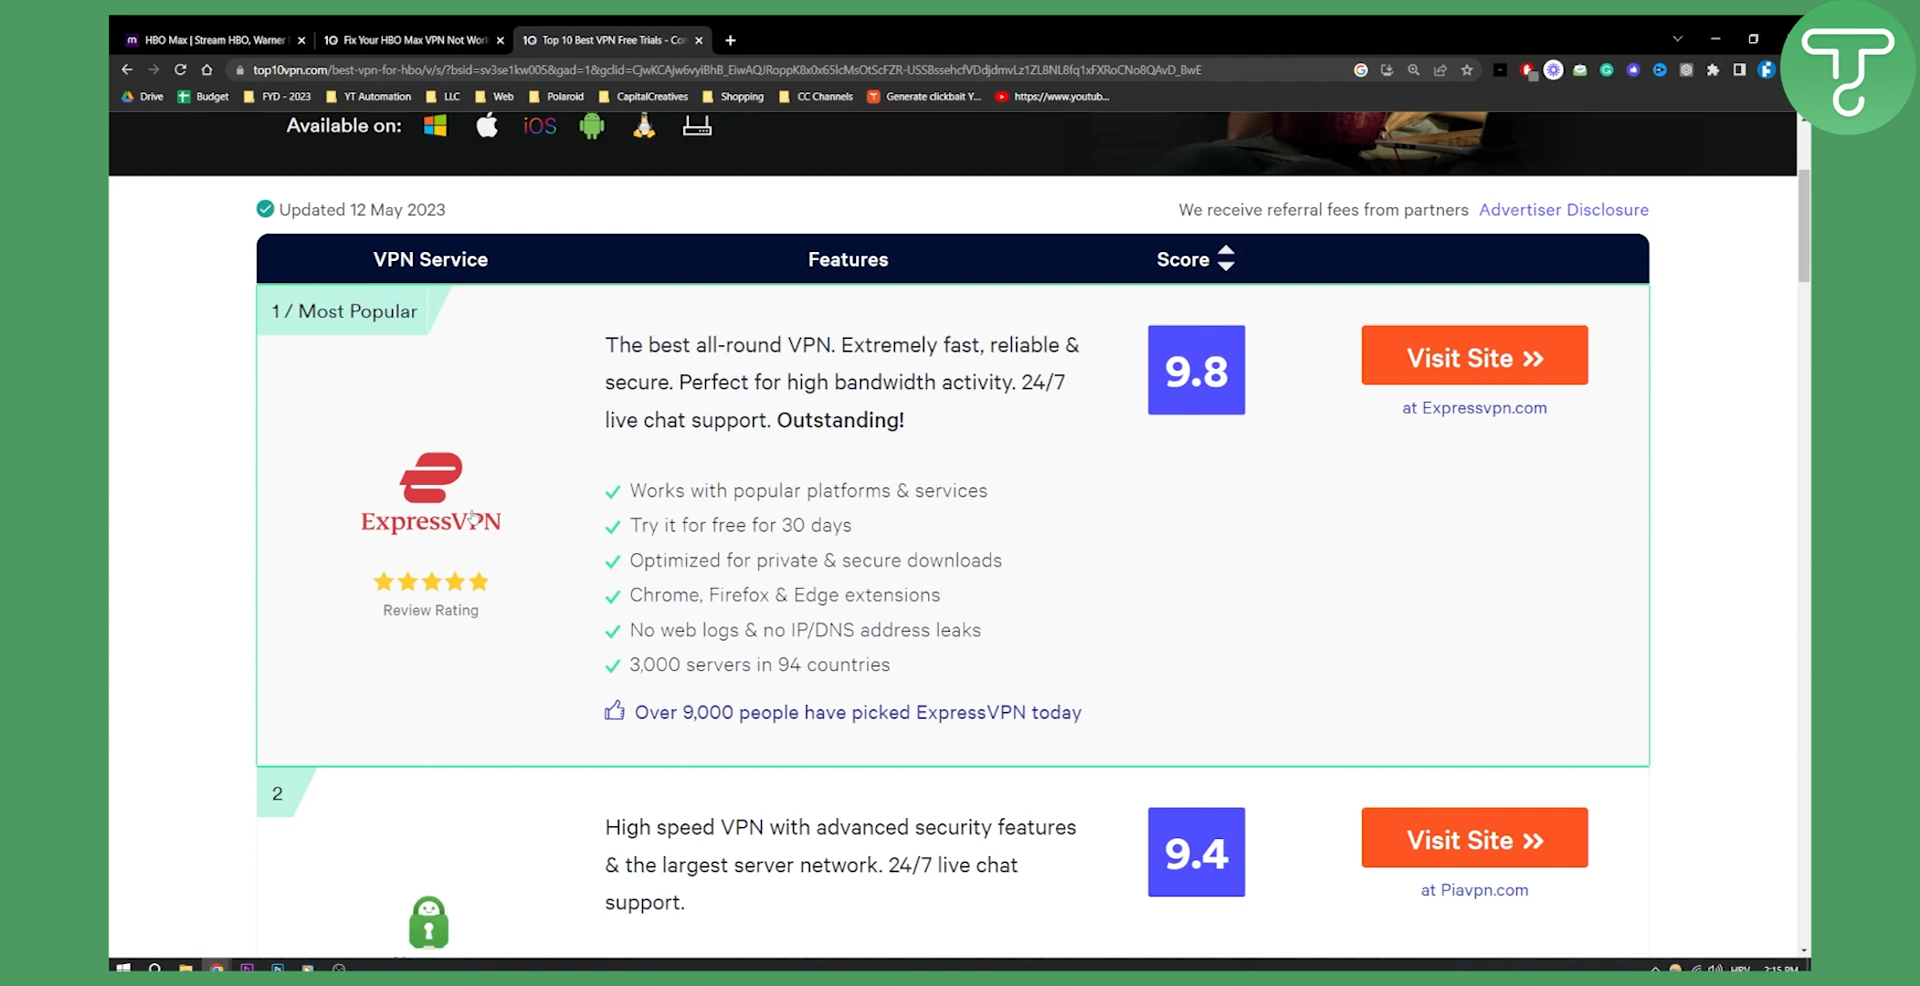 HBO Max | Stream HBO, Warner
Fix Your HBO Max VPN Not Wor
Top 10 Best VPN Free Trials - Co
top10vpn.com/best-vpn-for-hbo/v/s/?bsid=sv3se1kw005&gad=1&gclid=CjwKCAjw6vyiBhB_EiwAQJRoppK8x0x65lcMsOtScFZR-USSBssehcfVDdjdmvLz1ZL8NL8fq1xFXRoCNo8QAvD_BwE
Drive Budget FYD - 2023 YT Automation LLC Web Polaroid CapitalCreatives Shopping CC Channels Generate clickbait Y... https://www.youtub...
Available on: iOS
Updated 12 May 2023
We receive referral fees from partners Advertiser Disclosure
VPN Service Features Score
1 / Most Popular
The best all-round VPN. Extremely fast, reliable &
secure. Perfect for high bandwidth activity. 24/7
live chat support. Outstanding!
9.8
Visit Site
at Expressvpn.com
ExpressVPN
Review Rating
Works with popular platforms & services
Try it for free for 30 days
Optimized for private & secure downloads
Chrome, Firefox & Edge extensions
No web logs & no IP/DNS address leaks
3,000 servers in 94 countries
Over 9,000 people have picked ExpressVPN today
2
High speed VPN with advanced security features
& the largest server network. 24/7 live chat
support.
9.4
Visit Site
at Piavpn.com
HRV 2:15 PM